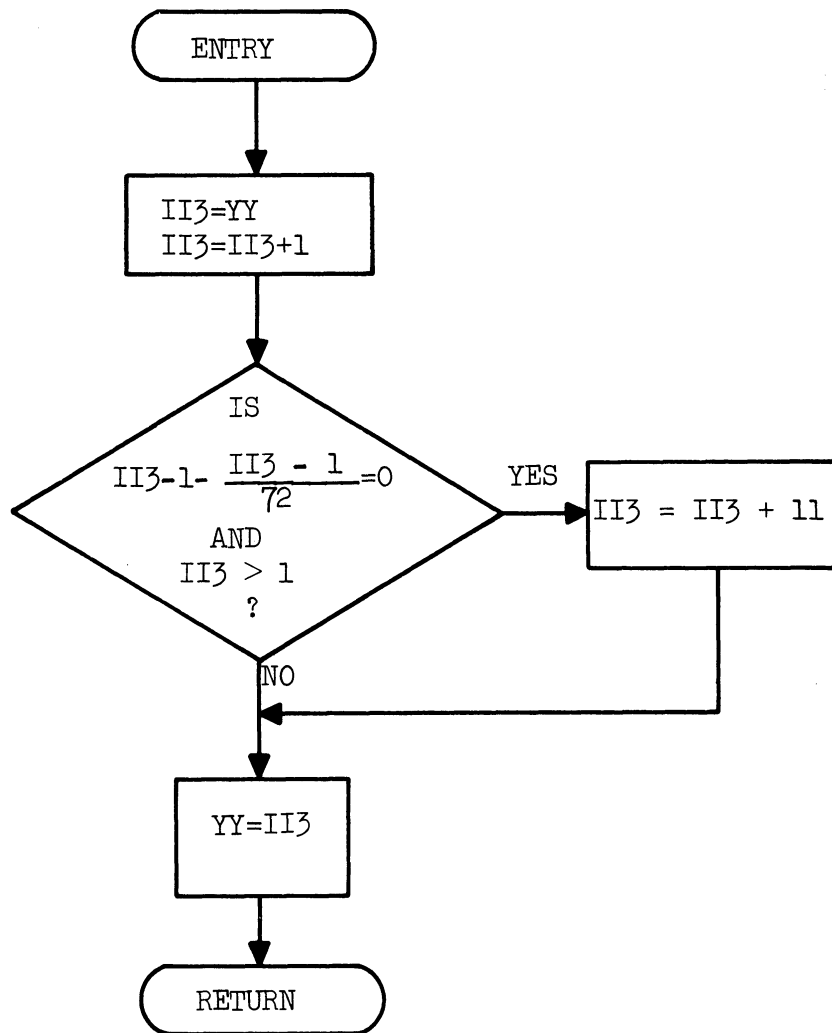 ENTRY
II3=YY
II3=II3+1
IS
II3-1- II3 - 1 =0
72
AND
II3 > 1
?
YES
II3 = II3 + 11
NO
YY=II3
RETURN